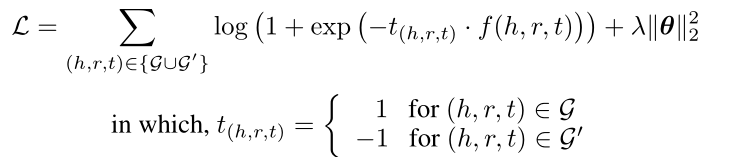 ℒ = ∑_{(h,r,t)∈{𝒢∪𝒢′}} log (1 + exp (−t_{(h,r,t)} · f(h, r, t))) + λ‖𝜽‖₂²
in which, t_{(h,r,t)} = { 1 for (h, r, t) ∈ 𝒢
−1 for (h, r, t) ∈ 𝒢′